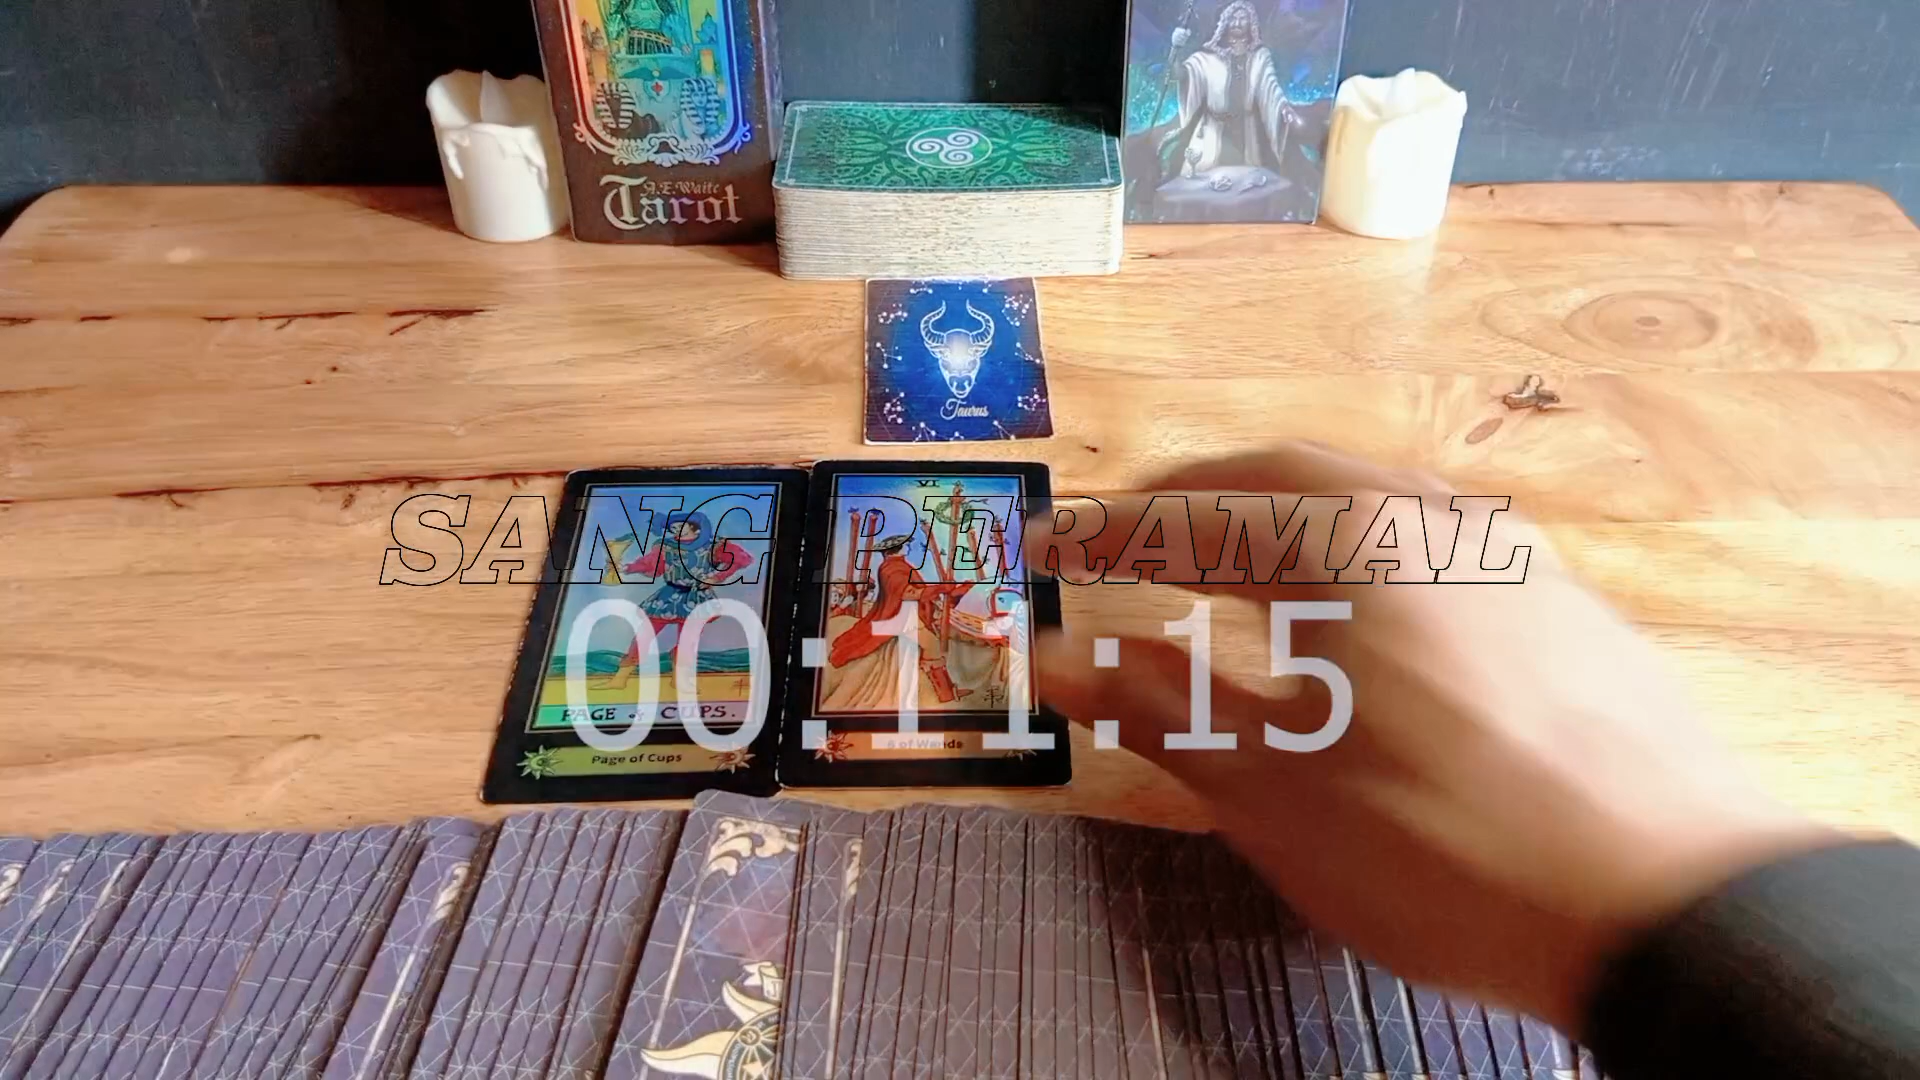 A.E. Waite
Tarot
Taurus
VI
SANG PERAMAL
00:11:15
PAGE of CUPS.
Page of Cups
6 of Wands